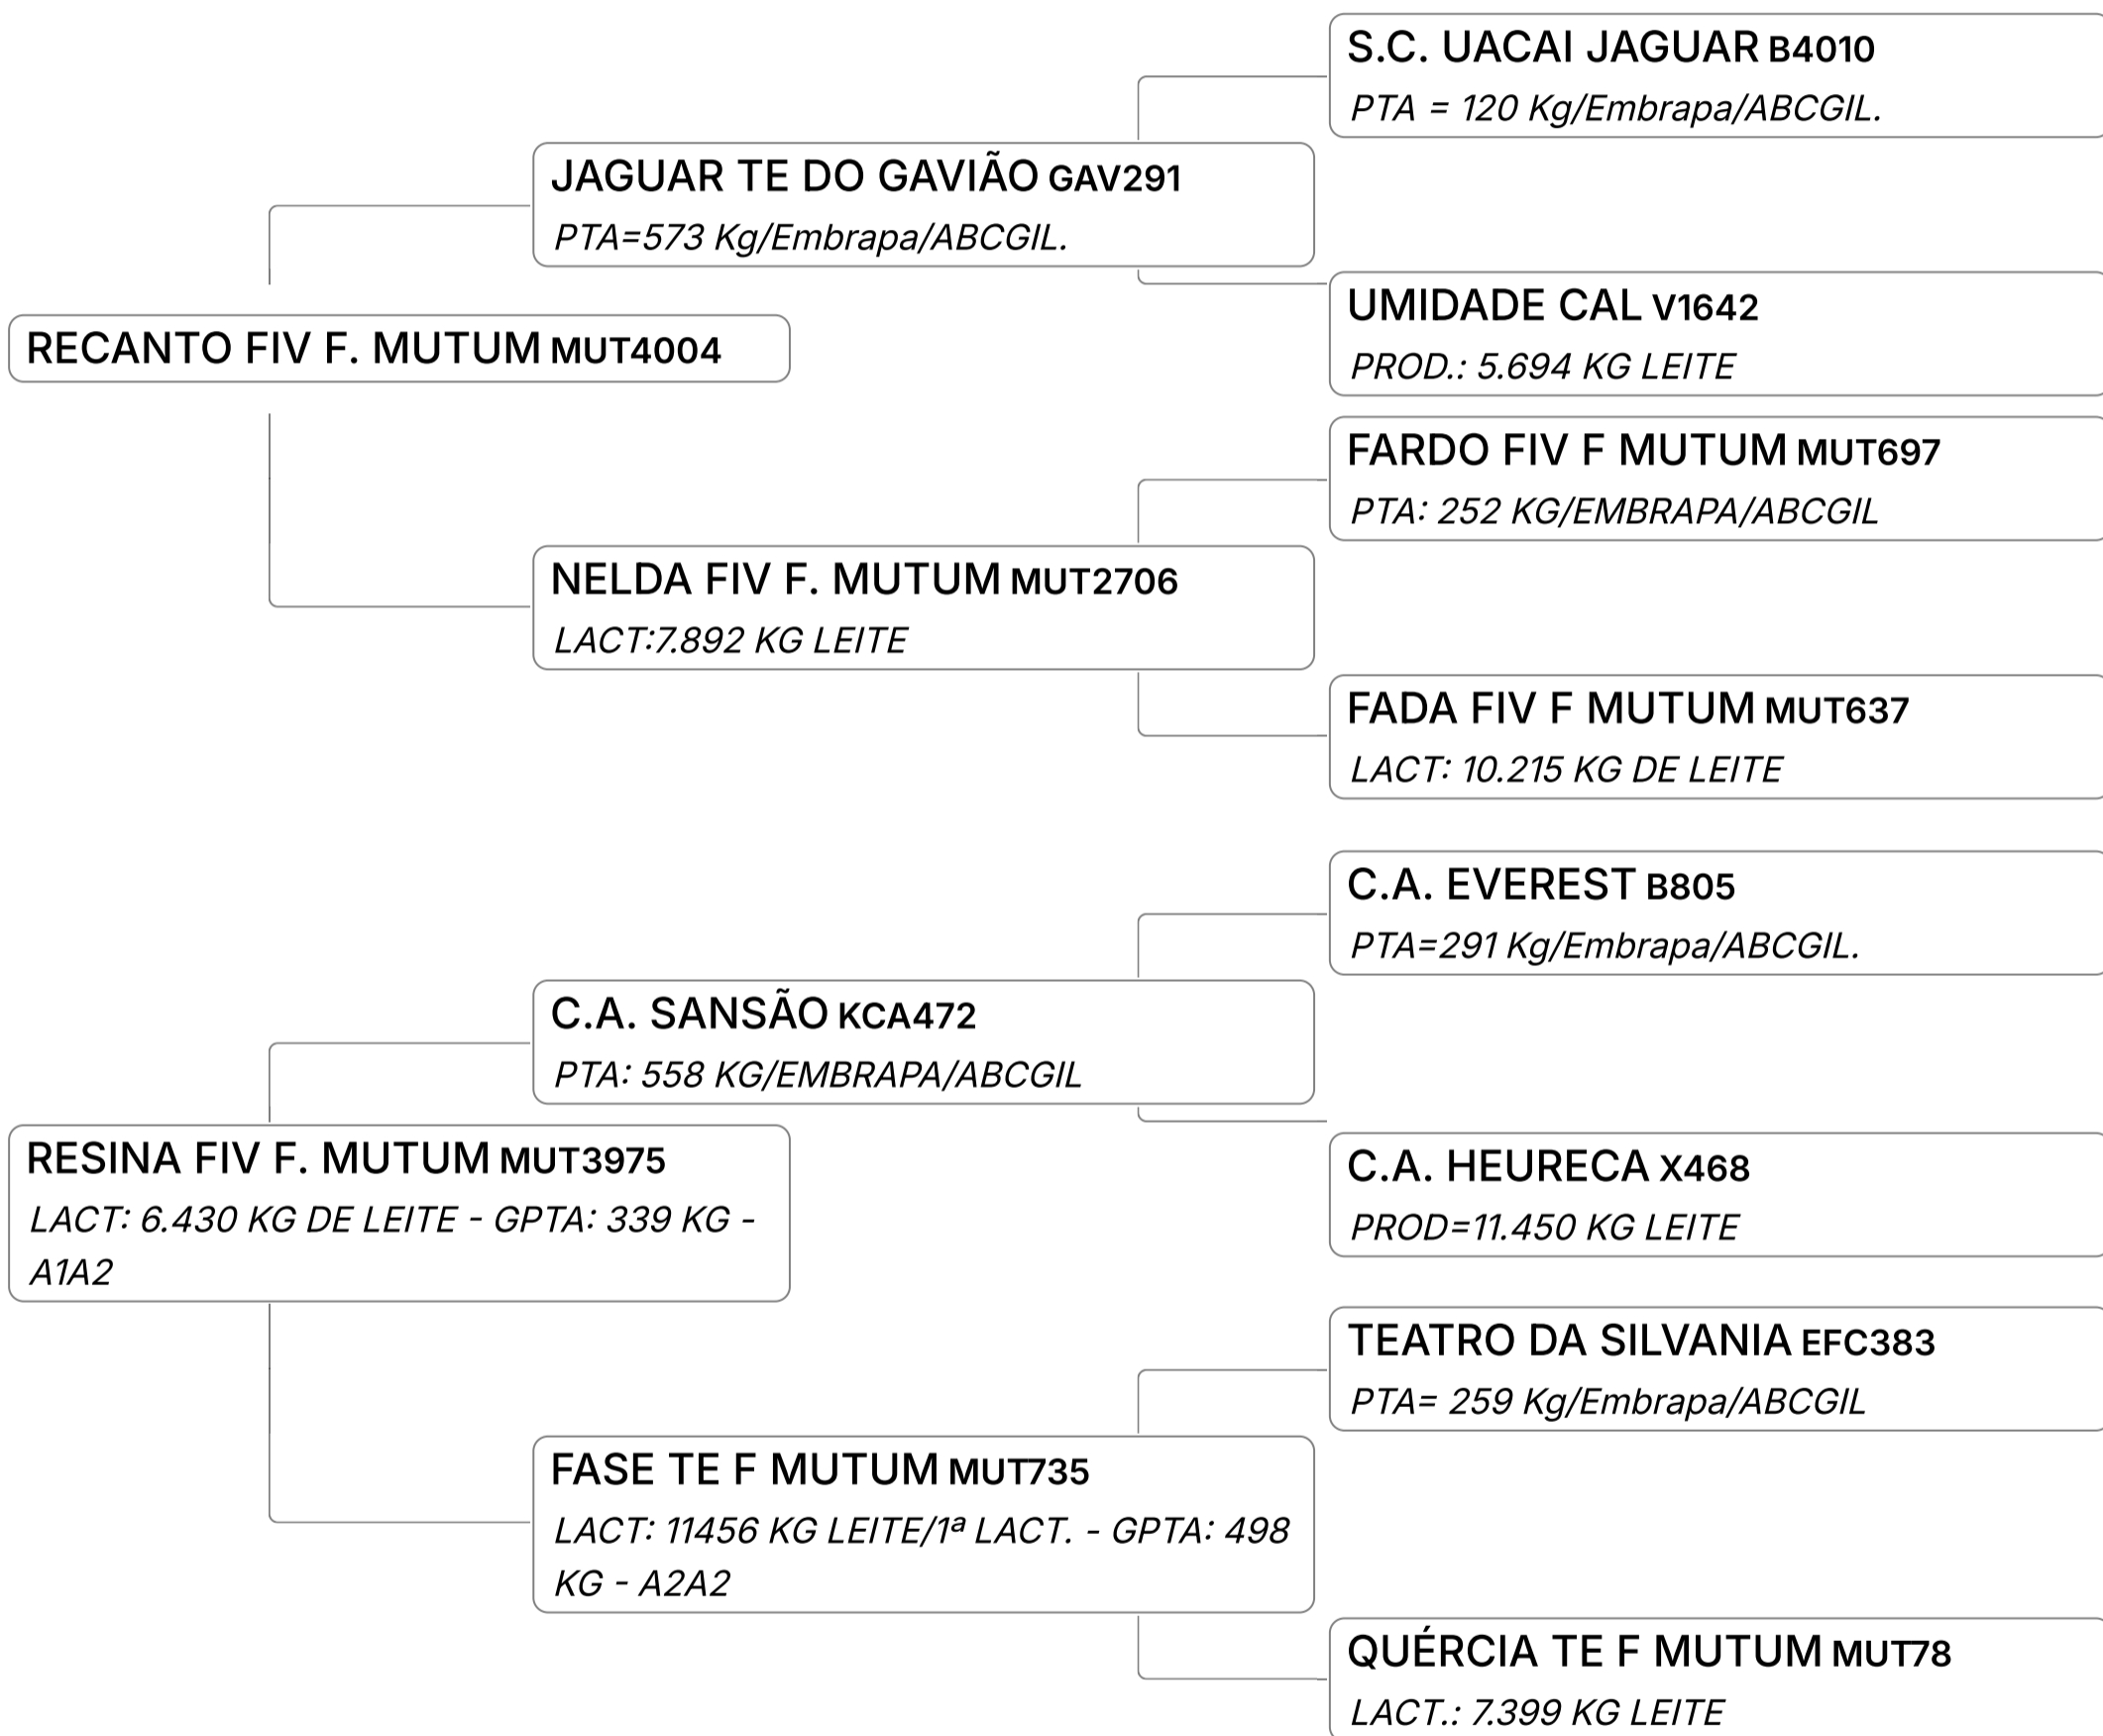 S.C. UACAI JAGUAR B4010
PTA = 120 Kg/Embrapa/ABCGIL.
JAGUAR TE DO GAVIÃO GAV291
PTA=573 Kg/Embrapa/ABCGIL.
UMIDADE CAL V1642
PROD.: 5.694 KG LEITE
RECANTO FIV F. MUTUM MUT4004
FARDO FIV F MUTUM MUT697
PTA: 252 KG/EMBRAPA/ABCGIL
NELDA FIV F. MUTUM MUT2706
LACT:7.892 KG LEITE
FADA FIV F MUTUM MUT637
LACT: 10.215 KG DE LEITE
C.A. EVEREST B805
PTA=291 Kg/Embrapa/ABCGIL.
C.A. SANSÃO KCA472
PTA: 558 KG/EMBRAPA/ABCGIL
C.A. HEURECA X468
PROD=11.450 KG LEITE
RESINA FIV F. MUTUM MUT3975
LACT: 6.430 KG DE LEITE - GPTA: 339 KG -
A1A2
TEATRO DA SILVANIA EFC383
PTA= 259 Kg/Embrapa/ABCGIL
FASE TE F MUTUM MUT735
LACT: 11456 KG LEITE/1ª LACT. - GPTA: 498
KG - A2A2
QUÉRCIA TE F MUTUM MUT78
LACT.: 7.399 KG LEITE